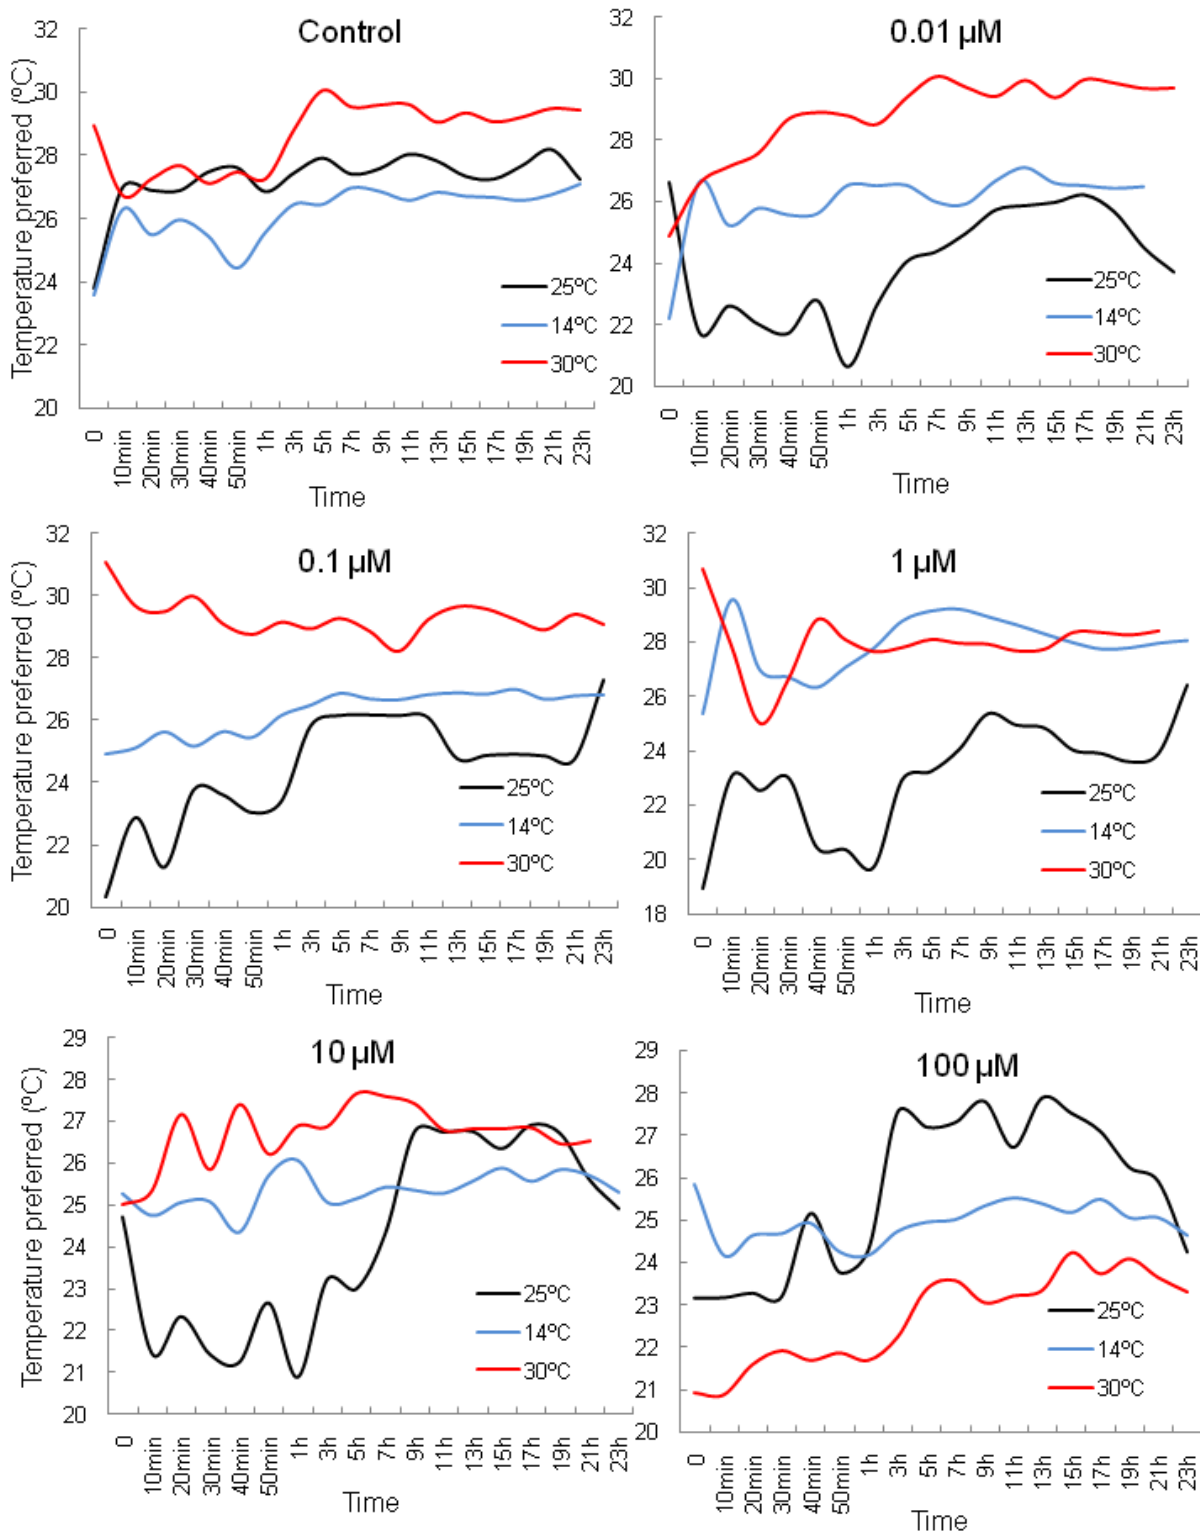 Control
Temperature preferred (ºC)
32
30
28
26
24
22
20
25ºC
14ºC
30ºC
0
10min
20min
30min
40min
50min
1h
3h
5h
7h
9h
11h
13h
15h
17h
19h
21h
23h
Time
0.01 µM
32
30
28
26
24
22
20
25ºC
14ºC
30ºC
0
10min
20min
30min
40min
50min
1h
3h
5h
7h
9h
11h
13h
15h
17h
19h
21h
23h
Time
0.1 µM
Temperature preferred (ºC)
32
30
28
26
24
22
20
25ºC
14ºC
30ºC
0
10min
20min
30min
40min
50min
1h
3h
5h
7h
9h
11h
13h
15h
17h
19h
21h
23h
Time
1 µM
32
30
28
26
24
22
20
18
25ºC
14ºC
30ºC
0
10min
20min
30min
40min
50min
1h
3h
5h
7h
9h
11h
13h
15h
17h
19h
21h
23h
Time
10 µM
Temperature preferred (ºC)
29
28
27
26
25
24
23
22
21
20
25ºC
14ºC
30ºC
0
10min
20min
30min
40min
50min
1h
3h
5h
7h
9h
11h
13h
15h
17h
19h
21h
23h
Time
100 µM
29
28
27
26
25
24
23
22
21
20
25ºC
14ºC
30ºC
0
10min
20min
30min
40min
50min
1h
3h
5h
7h
9h
11h
13h
15h
17h
19h
21h
23h
Time